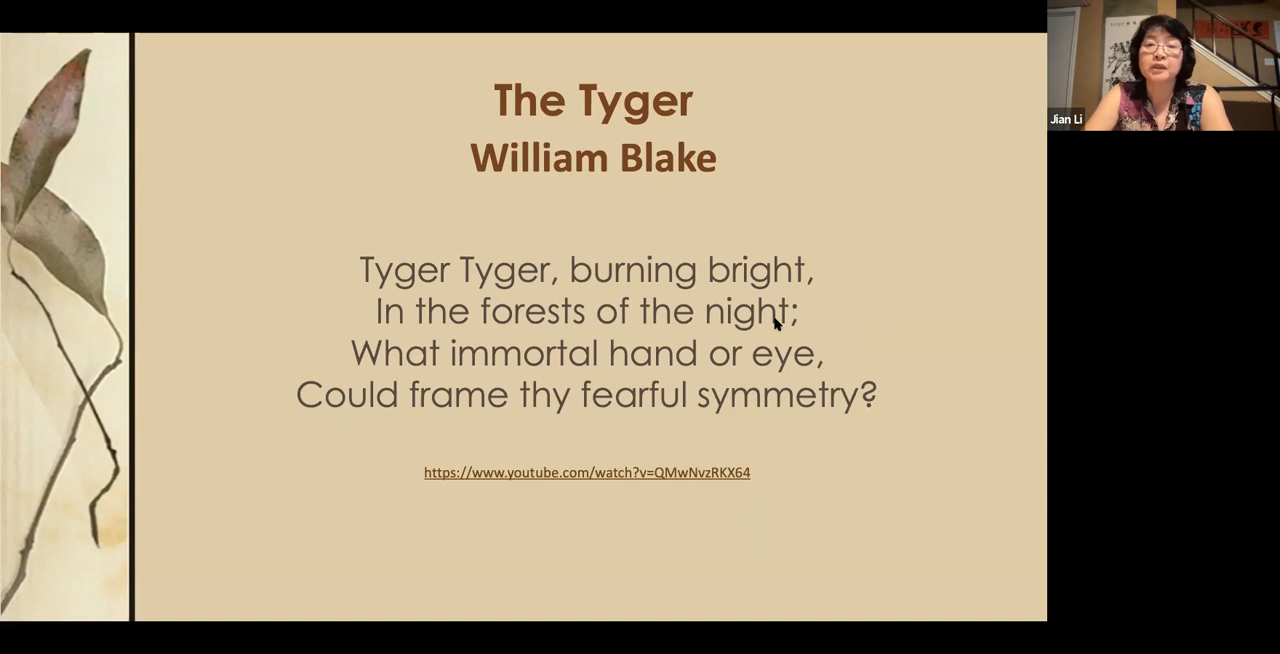 The Tyger
William Blake
Tyger Tyger, burning bright,
In the forests of the night;
What immortal hand or eye,
Could frame thy fearful symmetry?
https://www.youtube.com/watch?v=QMwNvzRKX64
Jian Li